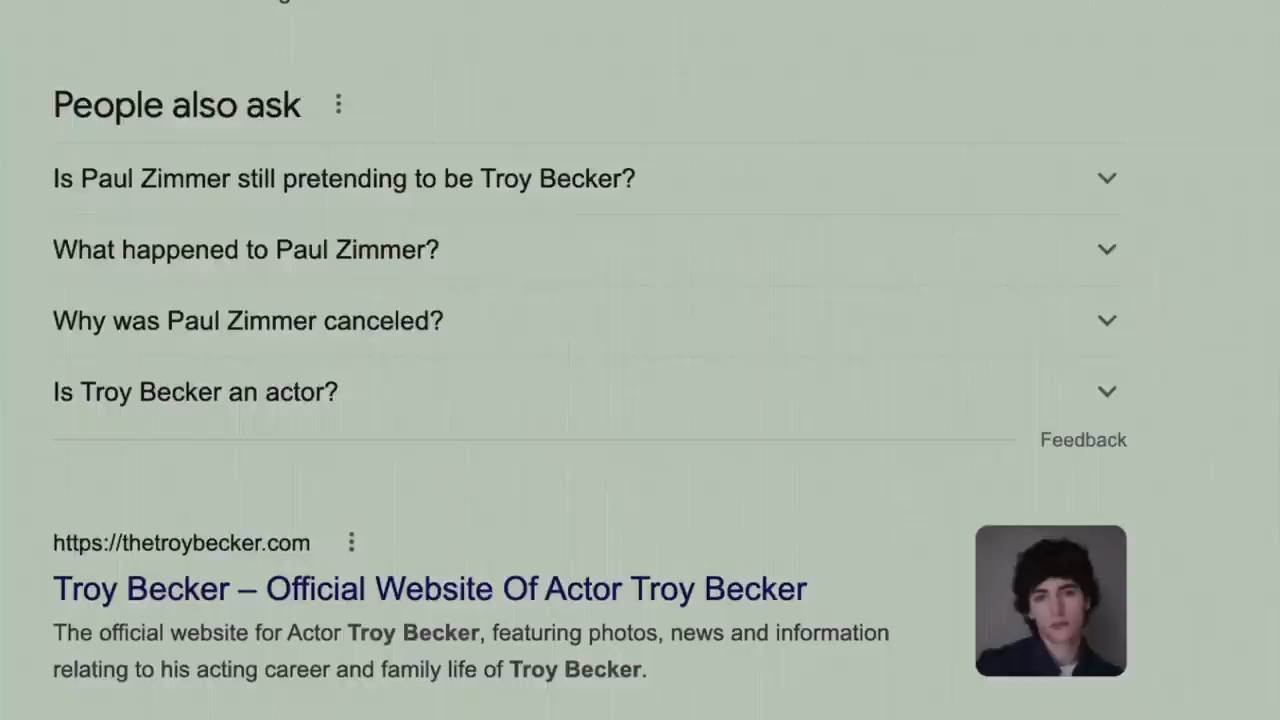 People also ask
Is Paul Zimmer still pretending to be Troy Becker?
What happened to Paul Zimmer?
Why was Paul Zimmer canceled?
Is Troy Becker an actor?
Feedback
https://thetroybecker.com
Troy Becker – Official Website Of Actor Troy Becker
The official website for Actor Troy Becker, featuring photos, news and information
relating to his acting career and family life of Troy Becker.